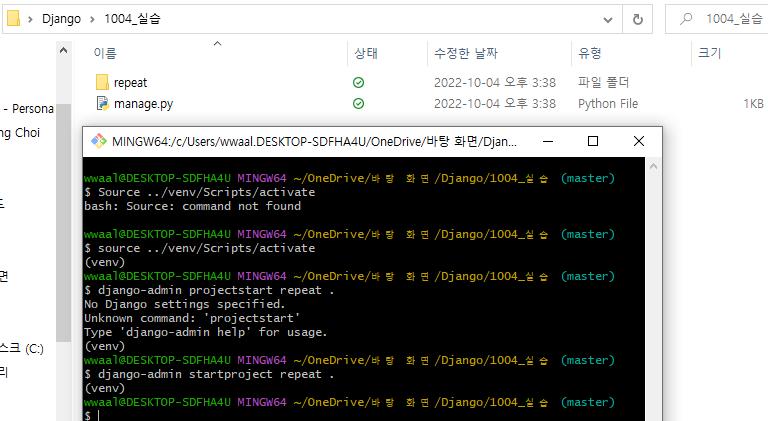 Django > 1004_실습
1004_실습
이름 상태 수정한 날짜 유형 크기
repeat 2022-10-04 오후 3:38 파일 폴더
- Persona manage.py 2022-10-04 오후 3:38 Python File 1KB
ng Choi
드
면
스크 (C:)
리
MINGW64:/c/Users/wwaal.DESKTOP-SDFHA4U/OneDrive/바탕 화면/Djan...
wwaal@DESKTOP-SDFHA4U MINGW64 ~/OneDrive/바탕 화면/Django/1004_실습 (master)
$ Source ../venv/Scripts/activate
bash: Source: command not found
wwaal@DESKTOP-SDFHA4U MINGW64 ~/OneDrive/바탕 화면/Django/1004_실습 (master)
$ source ../venv/Scripts/activate
(venv)
wwaal@DESKTOP-SDFHA4U MINGW64 ~/OneDrive/바탕 화면/Django/1004_실습 (master)
$ django-admin projectstart repeat .
No Django settings specified.
Unknown command: 'projectstart'
Type 'django-admin help' for usage.
(venv)
wwaal@DESKTOP-SDFHA4U MINGW64 ~/OneDrive/바탕 화면/Django/1004_실습 (master)
$ django-admin startproject repeat .
(venv)
wwaal@DESKTOP-SDFHA4U MINGW64 ~/OneDrive/바탕 화면/Django/1004_실습 (master)
$